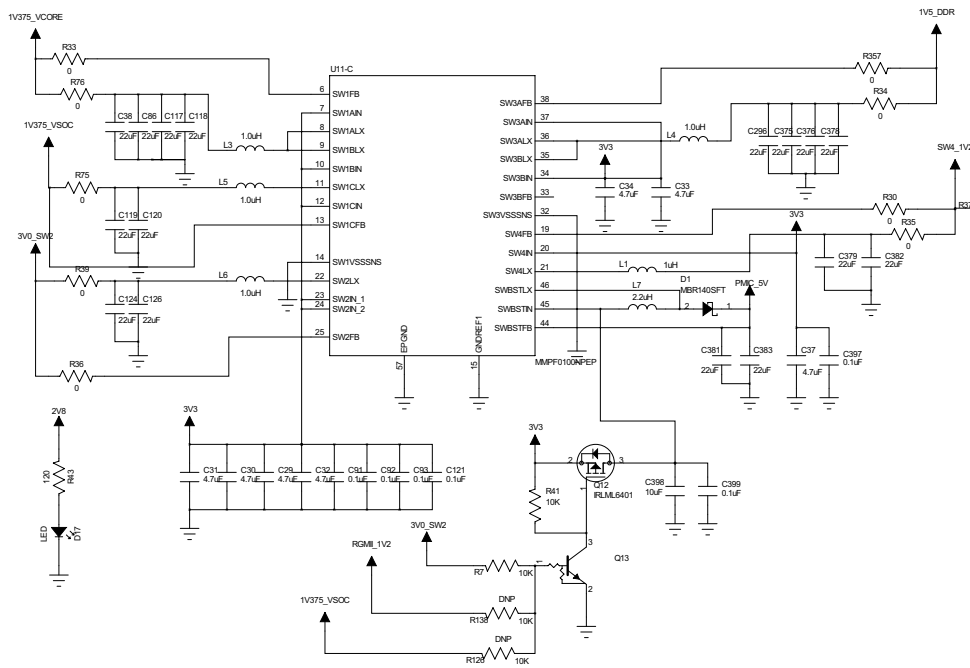 1V375_VCORE
R33
0
R76
0
C38
22uF
C86
22uF
C117
22uF
C118
22uF
L3
1.0uH
1V375_VSOC
R75
0
L5
1.0uH
C119
22uF
C120
22uF
3V0_SW2
R39
0
L6
1.0uH
C124
22uF
C126
22uF
R36
0
U11-C
6 SW1FB
7 SW1AIN
8 SW1ALX
9 SW1BLX
10 SW1BIN
11 SW1CLX
12 SW1CIN
13 SW1CFB
14 SW1VSSSNS
22 SW2LX
23 SW2IN_1
24 SW2IN_2
25 SW2FB
EPGND 57
GNDREF1 15
SW3AFB 38
SW3AIN 37
SW3ALX 36
SW3BLX 35
SW3BIN 34
SW3BFB 33
SW3VSSSNS 32
SW4FB 19
SW4IN 20
SW4LX 21
SWBSTLX 46
SWBSTIN 45
SWBSTFB 44
MMPF0100NPEP
1V5_DDR
R357
0
R34
0
L4
1.0uH
C296
22uF
C375
22uF
C376
22uF
C378
22uF
3V3
C34
4.7uF
C33
4.7uF
SW4_1V2
R37
R30
0
R35
0
3V3
C379
22uF
C382
22uF
L1
1uH
L7
2.2uH
D1
MBR140SFT
2
1
PMIC_5V
C381
22uF
C383
22uF
C37
4.7uF
C397
0.1uF
2V8
120
R43
LED
D17
3V3
C31
4.7uF
C30
4.7uF
C29
4.7uF
C32
4.7uF
C91
0.1uF
C92
0.1uF
C93
0.1uF
C121
0.1uF
3V3
R41
10K
2
3
1
Q12
IRLML6401
C398
10uF
C399
0.1uF
3V0_SW2
R7
10K
1
3
2
Q13
RGMII_1V2
DNP
R138
10K
1V375_VSOC
DNP
R126
10K